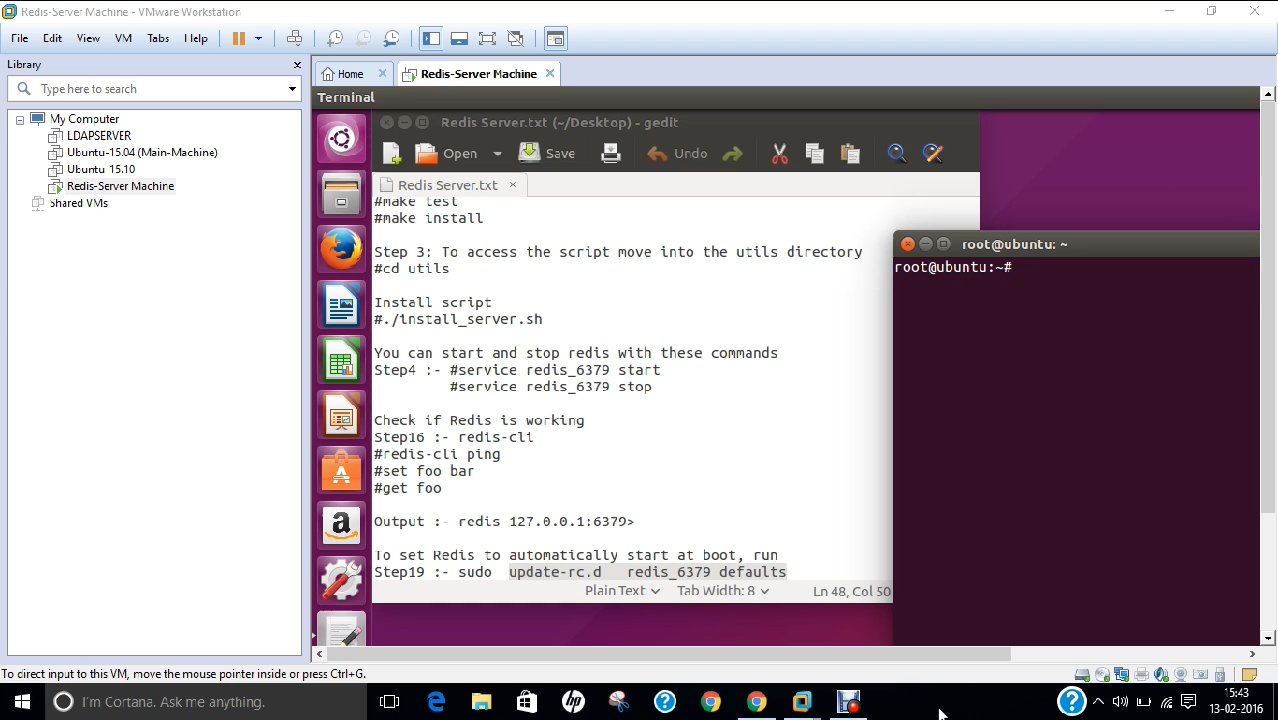 Redis-Server Machine - VMware Workstation
File Edit View VM Tabs Help
Library
Type here to search
My Computer
LDAPSERVER
Ubuntu-15.04 (Main-Machine)
Ubuntu-15.10
Redis-Server Machine
Shared VMs
Home
Redis-Server Machine
Terminal
Redis Server.txt (~/Desktop) - gedit
Open Save Undo
Redis Server.txt
#make test
#make install
Step 3: To access the script move into the utils directory
#cd utils
Install script
#./install_server.sh
You can start and stop redis with these commands
Step4 :- #service redis_6379 start
#service redis_6379 stop
Check if Redis is working
Step16 :- redis-cli
#redis-cli ping
#set foo bar
#get foo
Output :- redis 127.0.0.1:6379>
To set Redis to automatically start at boot, run
Step19 :- sudo update-rc.d redis_6379 defaults
Plain Text Tab Width: 8 Ln 48, Col 50
root@ubuntu: ~
root@ubuntu:~#
To direct input to this VM, move the mouse pointer inside or press Ctrl+G.
I'm Cortana. Ask me anything.
15:43
13-02-2016